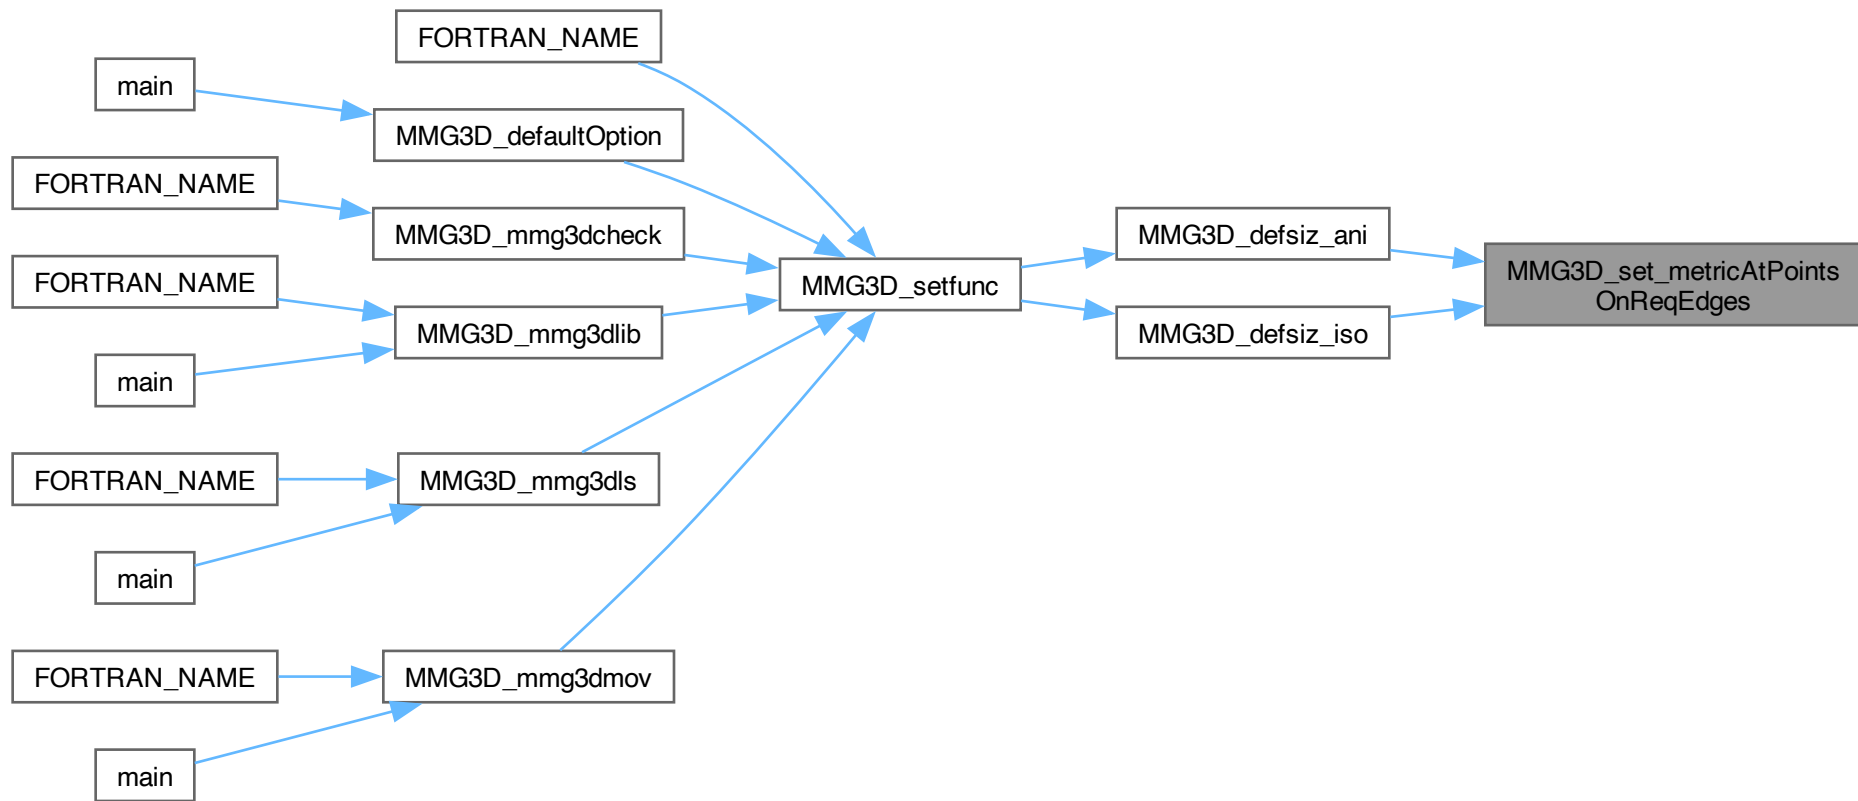 FORTRAN_NAME
main
MMG3D_defaultOption
FORTRAN_NAME
MMG3D_mmg3dcheck
MMG3D_defsiz_ani
FORTRAN_NAME
MMG3D_setfunc
MMG3D_set_metricAtPoints
OnReqEdges
MMG3D_mmg3dlib
MMG3D_defsiz_iso
main
FORTRAN_NAME
MMG3D_mmg3dls
main
FORTRAN_NAME
MMG3D_mmg3dmov
main